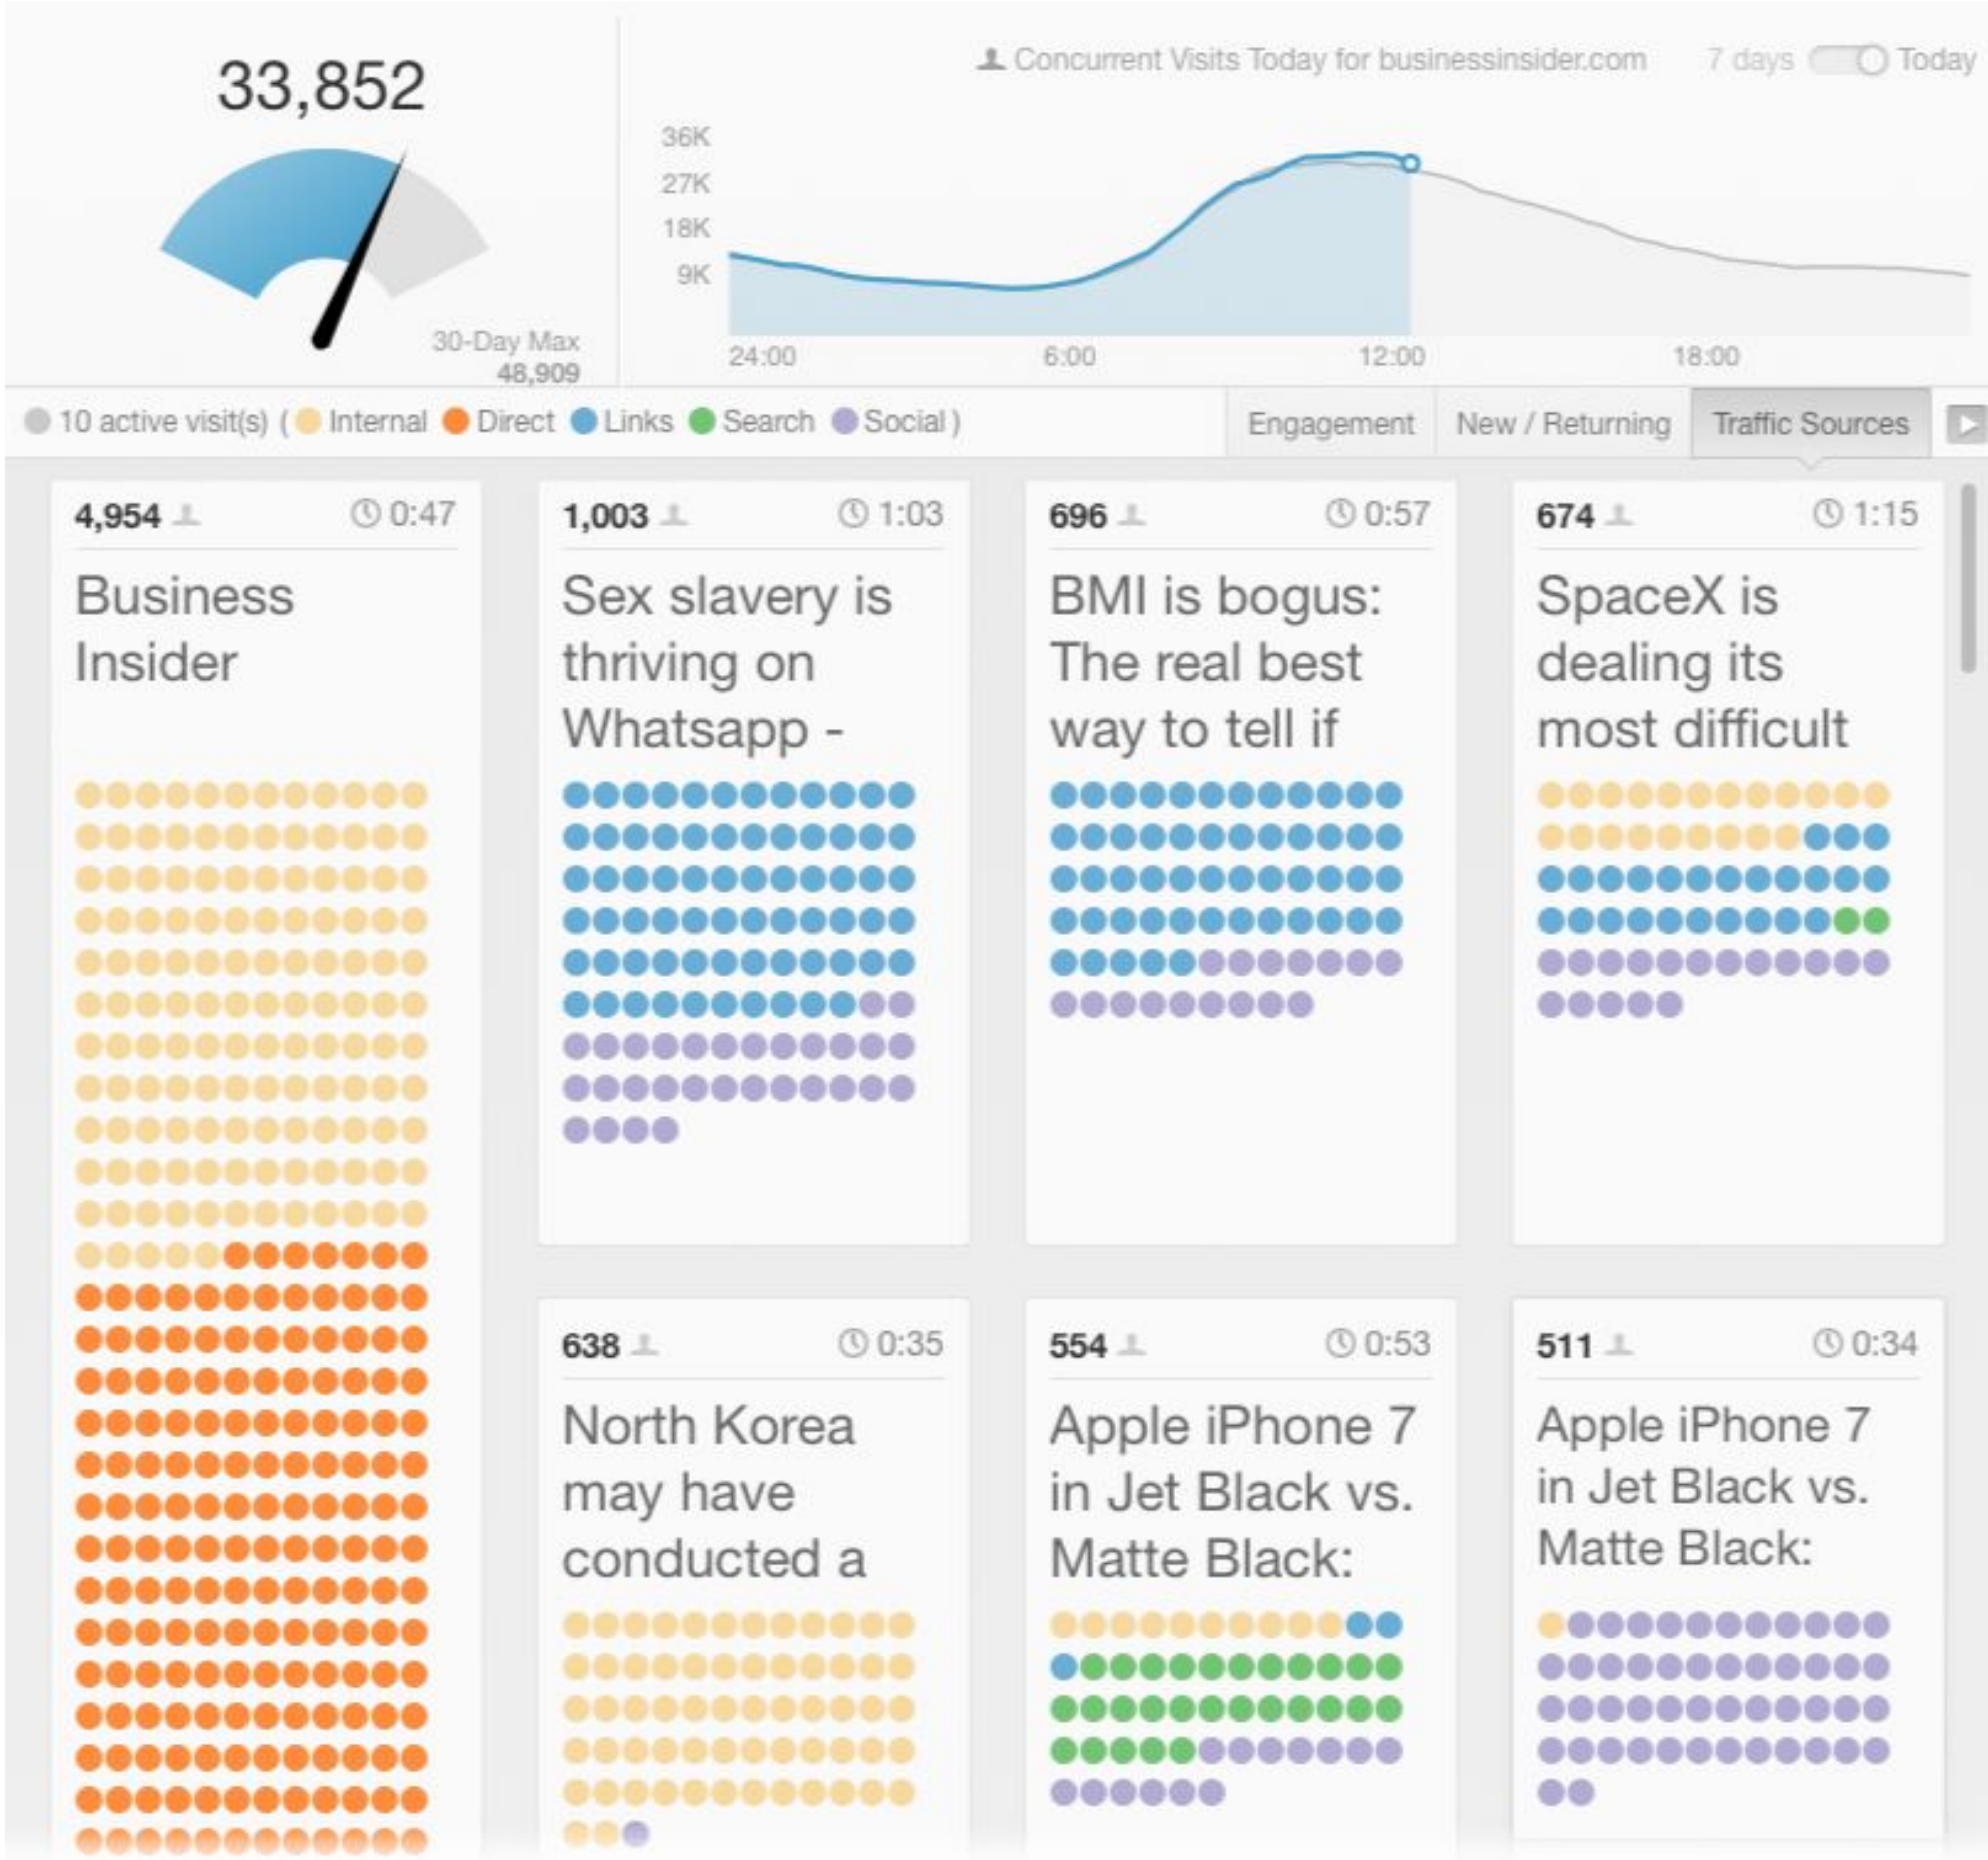 33,852
30-Day Max
48,909
Concurrent Visits Today for businessinsider.com
7 days Today
36K
27K
18K
9K
24:00 6:00 12:00 18:00
10 active visit(s) ( Internal Direct Links Search Social )
Engagement New / Returning Traffic Sources
4,954 0:47
Business
Insider
1,003 1:03
Sex slavery is
thriving on
Whatsapp -
696 0:57
BMI is bogus:
The real best
way to tell if
674 1:15
SpaceX is
dealing its
most difficult
638 0:35
North Korea
may have
conducted a
554 0:53
Apple iPhone 7
in Jet Black vs.
Matte Black:
511 0:34
Apple iPhone 7
in Jet Black vs.
Matte Black: